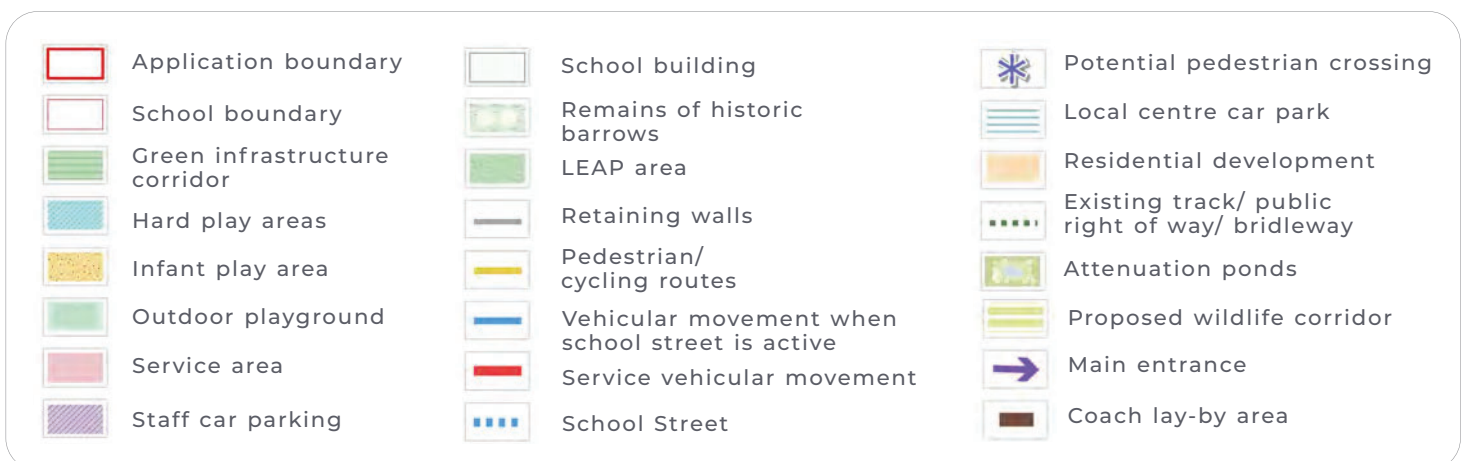 Application boundary
School boundary
Green infrastructure
corridor
Hard play areas
Infant play area
Outdoor playground
Service area
Staff car parking
School building
Remains of historic
barrows
LEAP area
Retaining walls
Pedestrian/
cycling routes
Vehicular movement when
school street is active
Service vehicular movement
School Street
Potential pedestrian crossing
Local centre car park
Residential development
Existing track/ public
right of way/ bridleway
Attenuation ponds
Proposed wildlife corridor
Main entrance
Coach lay-by area